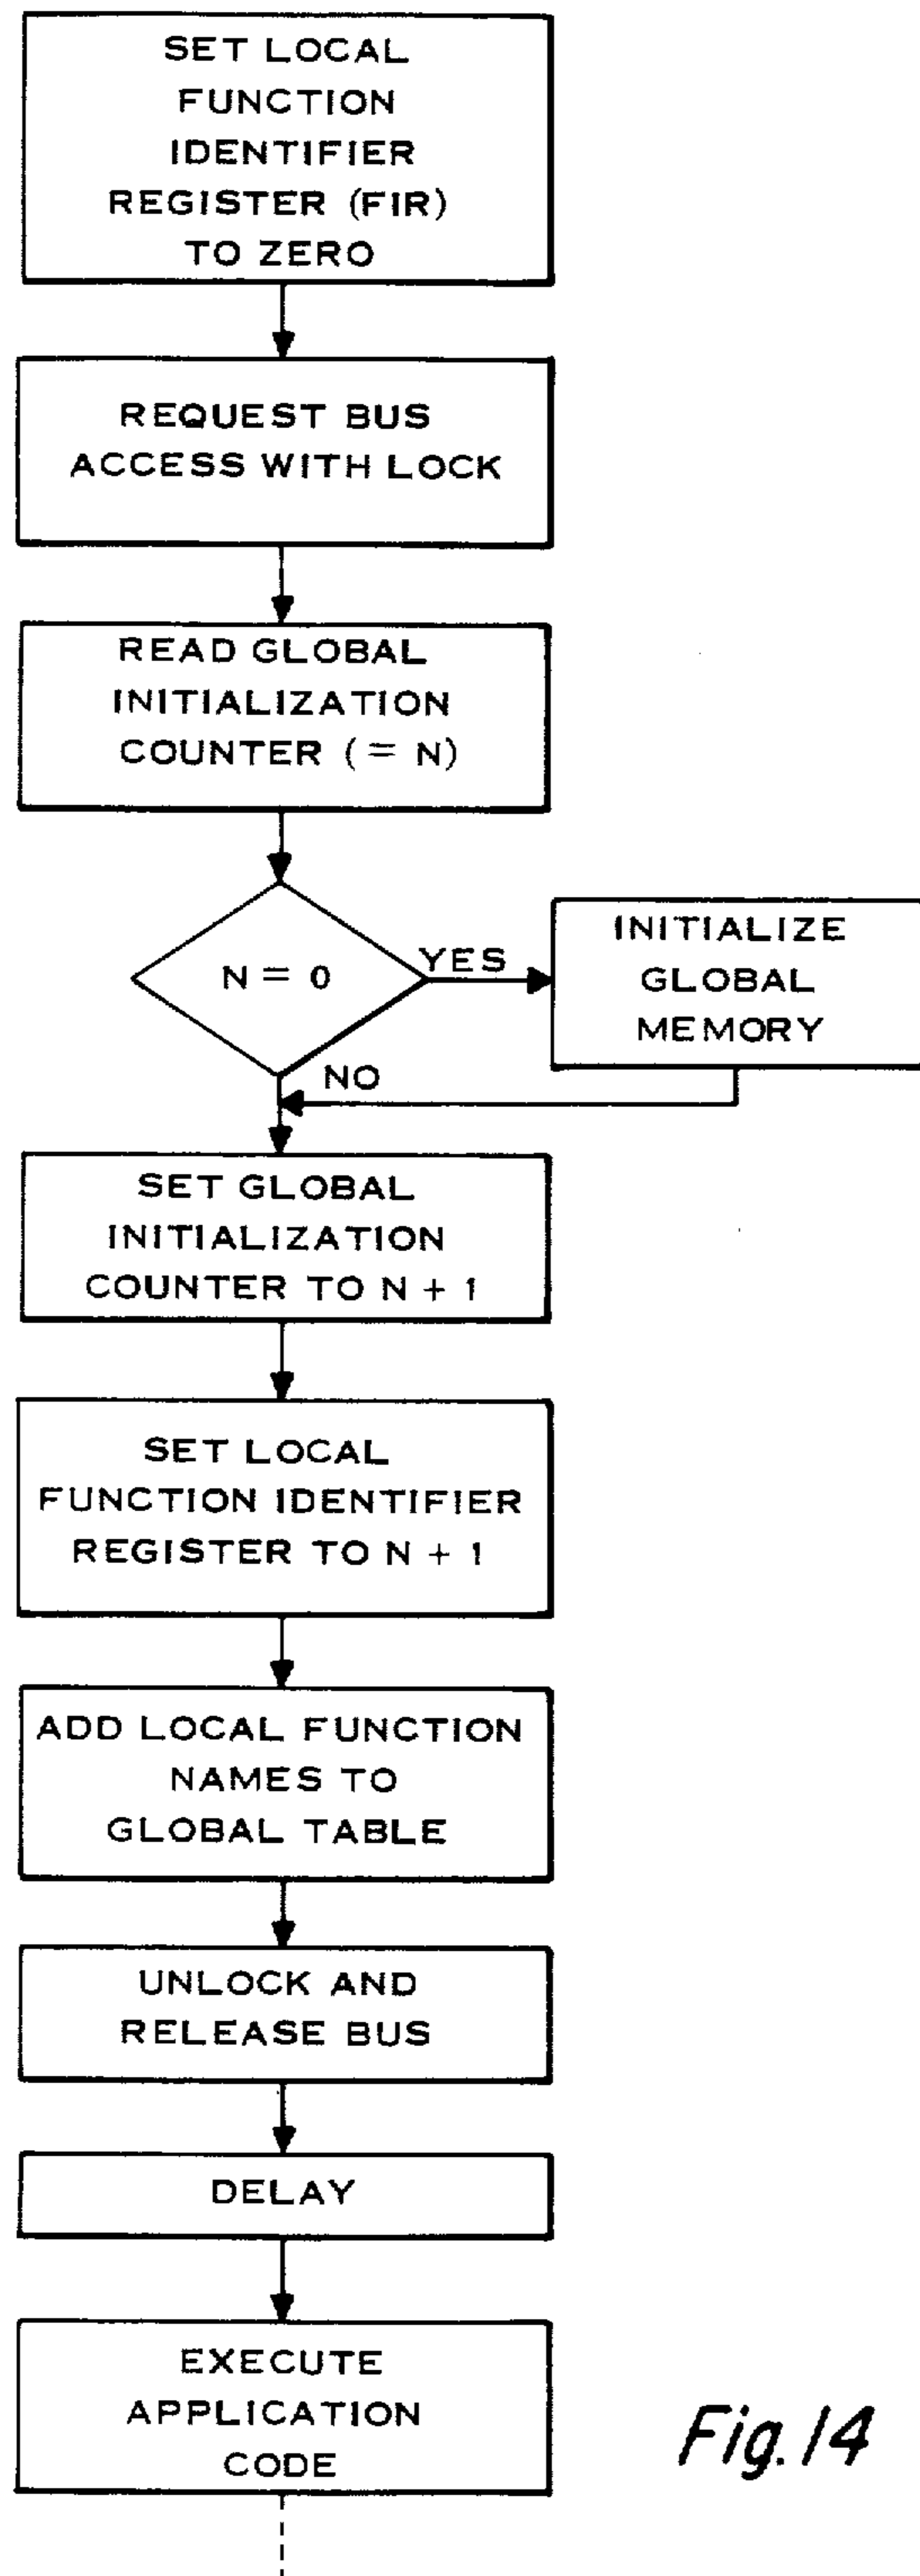 SET LOCAL
FUNCTION
IDENTIFIER
REGISTER (FIR)
TO ZERO
REQUEST BUS
ACCESS WITH LOCK
READ GLOBAL
INITIALIZATION
COUNTER (= N)
N = 0
YES
INITIALIZE
GLOBAL
MEMORY
NO
SET GLOBAL
INITIALIZATION
COUNTER TO N + 1
SET LOCAL
FUNCTION IDENTIFIER
REGISTER TO N + 1
ADD LOCAL FUNCTION
NAMES TO
GLOBAL TABLE
UNLOCK AND
RELEASE BUS
DELAY
EXECUTE
APPLICATION
CODE
Fig. 14